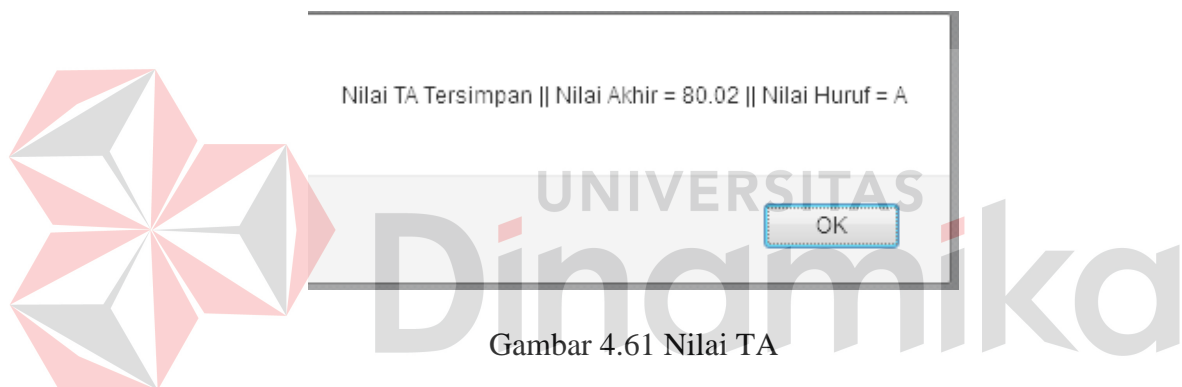 Nilai TA Tersimpan || Nilai Akhir = 80.02 || Nilai Huruf = A
UNIVERSITAS
OK
Dinamika
Gambar 4.61 Nilai TA